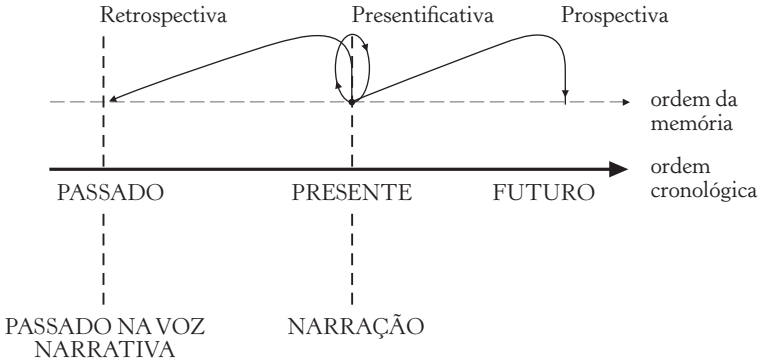 Retrospectiva
Presentificativa
Prospectiva
ordem da
memória
ordem
cronológica
PASSADO
PRESENTE
FUTURO
PASSADO NA VOZ
NARRATIVA
NARRAÇÃO